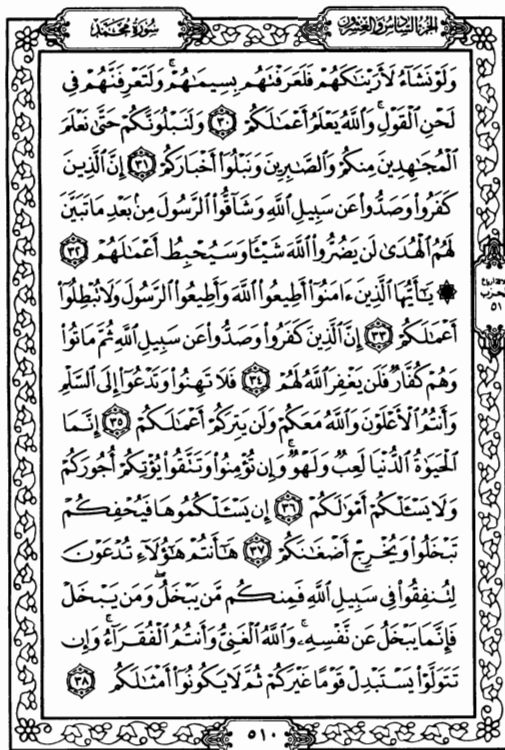 الجزء السادس والعشرون
سورة محمد
وَلَوْ نَشَآءُ لَأَرَيْنَٰكَهُمْ فَلَعَرَفْتَهُم بِسِيمَٰهُمْ ۚ وَلَتَعْرِفَنَّهُمْ فِى
لَحْنِ ٱلْقَوْلِ ۚ وَٱللَّهُ يَعْلَمُ أَعْمَٰلَكُمْ ٣٠ وَلَنَبْلُوَنَّكُمْ حَتَّىٰ نَعْلَمَ
ٱلْمُجَٰهِدِينَ مِنكُمْ وَٱلصَّٰبِرِينَ وَنَبْلُوَا۟ أَخْبَارَكُمْ ٣١ إِنَّ ٱلَّذِينَ
كَفَرُوا۟ وَصَدُّوا۟ عَن سَبِيلِ ٱللَّهِ وَشَآقُّوا۟ ٱلرَّسُولَ مِنۢ بَعْدِ مَا تَبَيَّنَ
لَهُمُ ٱلْهُدَىٰ لَن يَضُرُّوا۟ ٱللَّهَ شَيْـًٔا وَسَيُحْبِطُ أَعْمَٰلَهُمْ ٣٢
۞ يَٰٓأَيُّهَا ٱلَّذِينَ ءَامَنُوٓا۟ أَطِيعُوا۟ ٱللَّهَ وَأَطِيعُوا۟ ٱلرَّسُولَ وَلَا تُبْطِلُوٓا۟
أَعْمَٰلَكُمْ ٣٣ إِنَّ ٱلَّذِينَ كَفَرُوا۟ وَصَدُّوا۟ عَن سَبِيلِ ٱللَّهِ ثُمَّ مَاتُوا۟
وَهُمْ كُفَّارٌ فَلَن يَغْفِرَ ٱللَّهُ لَهُمْ ٣٤ فَلَا تَهِنُوا۟ وَتَدْعُوٓا۟ إِلَى ٱلسَّلْمِ
وَأَنتُمُ ٱلْأَعْلَوْنَ وَٱللَّهُ مَعَكُمْ وَلَن يَتِرَكُمْ أَعْمَٰلَكُمْ ٣٥ إِنَّمَا
ٱلْحَيَوٰةُ ٱلدُّنْيَا لَعِبٌ وَلَهْوٌ ۚ وَإِن تُؤْمِنُوا۟ وَتَتَّقُوا۟ يُؤْتِكُمْ أُجُورَكُمْ
وَلَا يَسْـَٔلْكُمْ أَمْوَٰلَكُمْ ٣٦ إِن يَسْـَٔلْكُمُوهَا فَيُحْفِكُمْ
تَبْخَلُوا۟ وَيُخْرِجْ أَضْغَٰنَكُمْ ٣٧ هَٰٓأَنتُمْ هَٰٓؤُلَآءِ تُدْعَوْنَ
لِتُنفِقُوا۟ فِى سَبِيلِ ٱللَّهِ فَمِنكُم مَّن يَبْخَلُ ۖ وَمَن يَبْخَلْ
فَإِنَّمَا يَبْخَلُ عَن نَّفْسِهِۦ ۚ وَٱللَّهُ ٱلْغَنِىُّ وَأَنتُمُ ٱلْفُقَرَآءُ ۚ وَإِن
تَتَوَلَّوْا۟ يَسْتَبْدِلْ قَوْمًا غَيْرَكُمْ ثُمَّ لَا يَكُونُوٓا۟ أَمْثَٰلَكُم ٣٨
الحزب
٥١
٥١٠